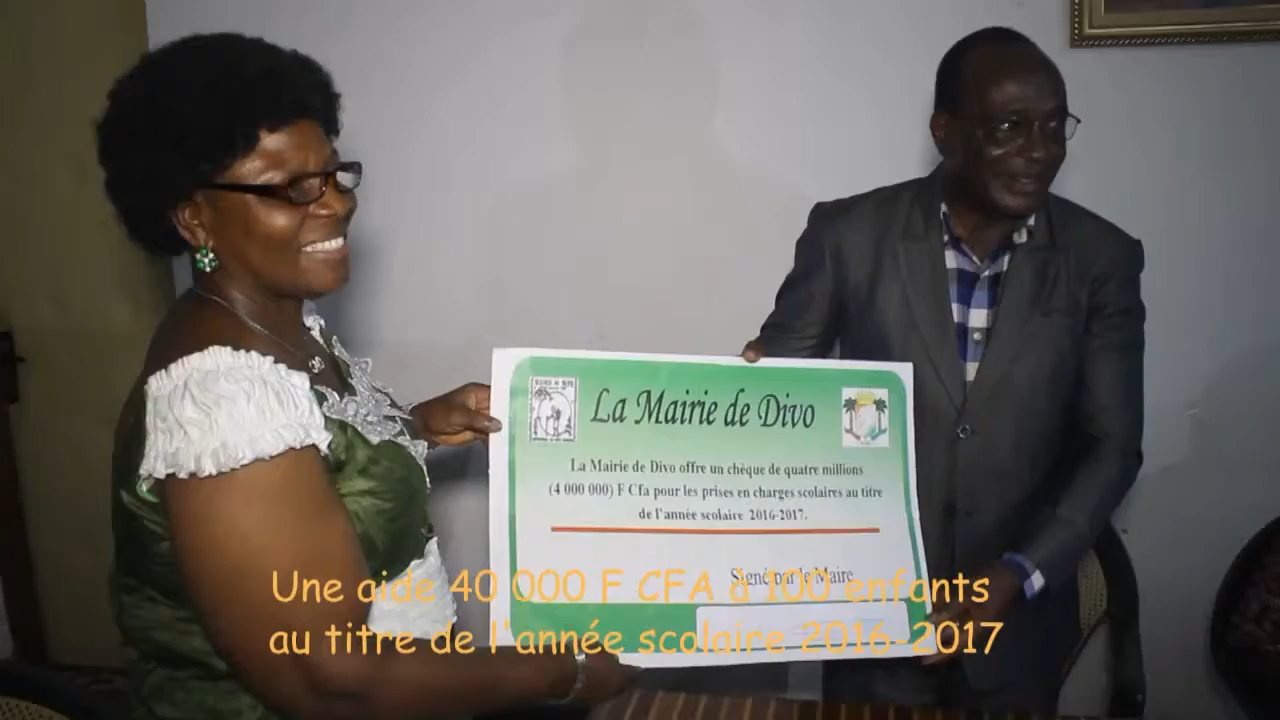 La Mairie de Divo
La Mairie de Divo offre un chèque de quatre millions
(4 000 000) F Cfa pour les prises en charges scolaires au titre
de l'année scolaire 2016-2017.
Signé par le Maire
Une aide 40 000 F CFA à 100 enfants
au titre de l'année scolaire 2016-2017